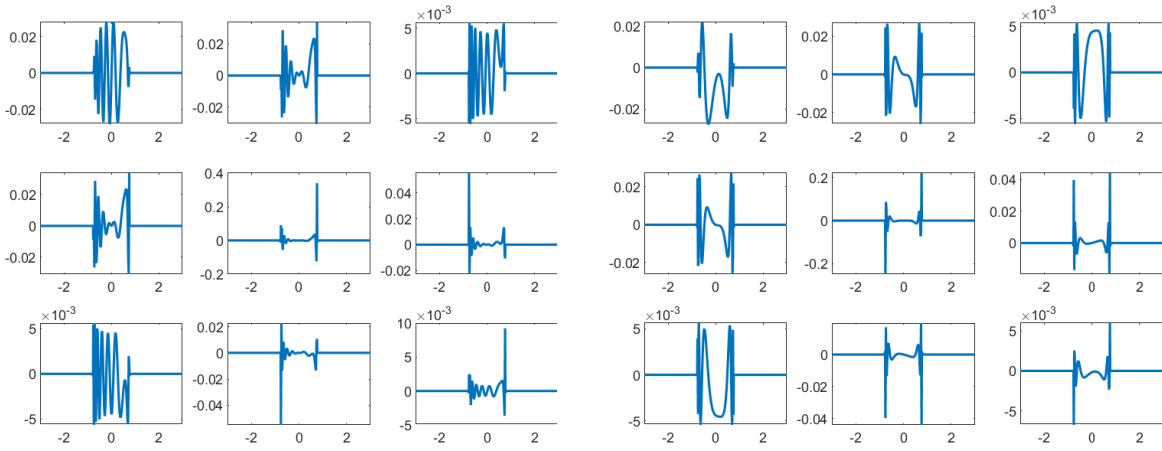 ×10⁻³ ×10⁻³
5 5
0.02 0.02 0.02 0.02
0 0 0 0 0 0
-0.02 -0.02 -0.02 -0.02
-5 -5
-2 0 2 -2 0 2 -2 0 2 -2 0 2 -2 0 2 -2 0 2
0.4 0.04 0.2 0.04
0.02 0.2 0.02 0.02 0.02
0 0 0 0 0 0
-0.02 -0.2 -0.02 -0.02 -0.2
-2 0 2 -2 0 2 -2 0 2 -2 0 2 -2 0 2 -2 0 2
×10⁻³ ×10⁻³ ×10⁻³ ×10⁻³
5 0.02 10 5 0.02 5
0 0 5 0 0 0
-0.02 0 -0.02
-5 -0.04 -5 -5 -0.04 -5
-2 0 2 -2 0 2 -2 0 2 -2 0 2 -2 0 2 -2 0 2